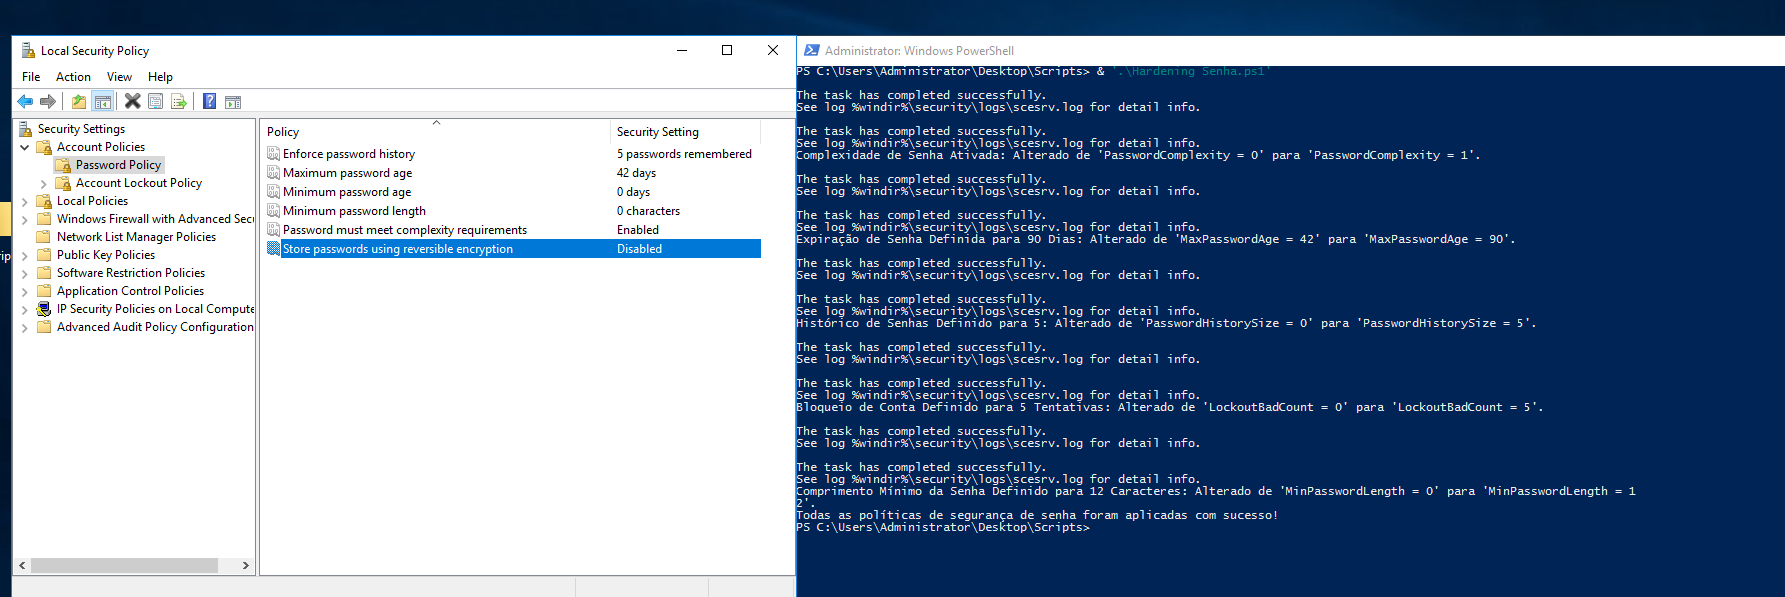 Local Security Policy
File Action View Help
Security Settings
Account Policies
Password Policy
Account Lockout Policy
Local Policies
Windows Firewall with Advanced Secu
Network List Manager Policies
Public Key Policies
Software Restriction Policies
Application Control Policies
IP Security Policies on Local Compute
Advanced Audit Policy Configuration
Policy Security Setting
Enforce password history 5 passwords remembered
Maximum password age 42 days
Minimum password age 0 days
Minimum password length 0 characters
Password must meet complexity requirements Enabled
Store passwords using reversible encryption Disabled
Administrator: Windows PowerShell
PS C:\Users\Administrator\Desktop\Scripts> & '.\Hardening Senha.ps1'
The task has completed successfully.
See log %windir%\security\logs\scesrv.log for detail info.
The task has completed successfully.
See log %windir%\security\logs\scesrv.log for detail info.
Complexidade de Senha Ativada: Alterado de 'PasswordComplexity = 0' para 'PasswordComplexity = 1'.
The task has completed successfully.
See log %windir%\security\logs\scesrv.log for detail info.
The task has completed successfully.
See log %windir%\security\logs\scesrv.log for detail info.
Expiração de Senha Definida para 90 Dias: Alterado de 'MaxPasswordAge = 42' para 'MaxPasswordAge = 90'.
The task has completed successfully.
See log %windir%\security\logs\scesrv.log for detail info.
The task has completed successfully.
See log %windir%\security\logs\scesrv.log for detail info.
Histórico de Senhas Definido para 5: Alterado de 'PasswordHistorySize = 0' para 'PasswordHistorySize = 5'.
The task has completed successfully.
See log %windir%\security\logs\scesrv.log for detail info.
The task has completed successfully.
See log %windir%\security\logs\scesrv.log for detail info.
Bloqueio de Conta Definido para 5 Tentativas: Alterado de 'LockoutBadCount = 0' para 'LockoutBadCount = 5'.
The task has completed successfully.
See log %windir%\security\logs\scesrv.log for detail info.
The task has completed successfully.
See log %windir%\security\logs\scesrv.log for detail info.
Comprimento Mínimo da Senha Definido para 12 Caracteres: Alterado de 'MinPasswordLength = 0' para 'MinPasswordLength = 1
2'.
Todas as políticas de segurança de senha foram aplicadas com sucesso!
PS C:\Users\Administrator\Desktop\Scripts>